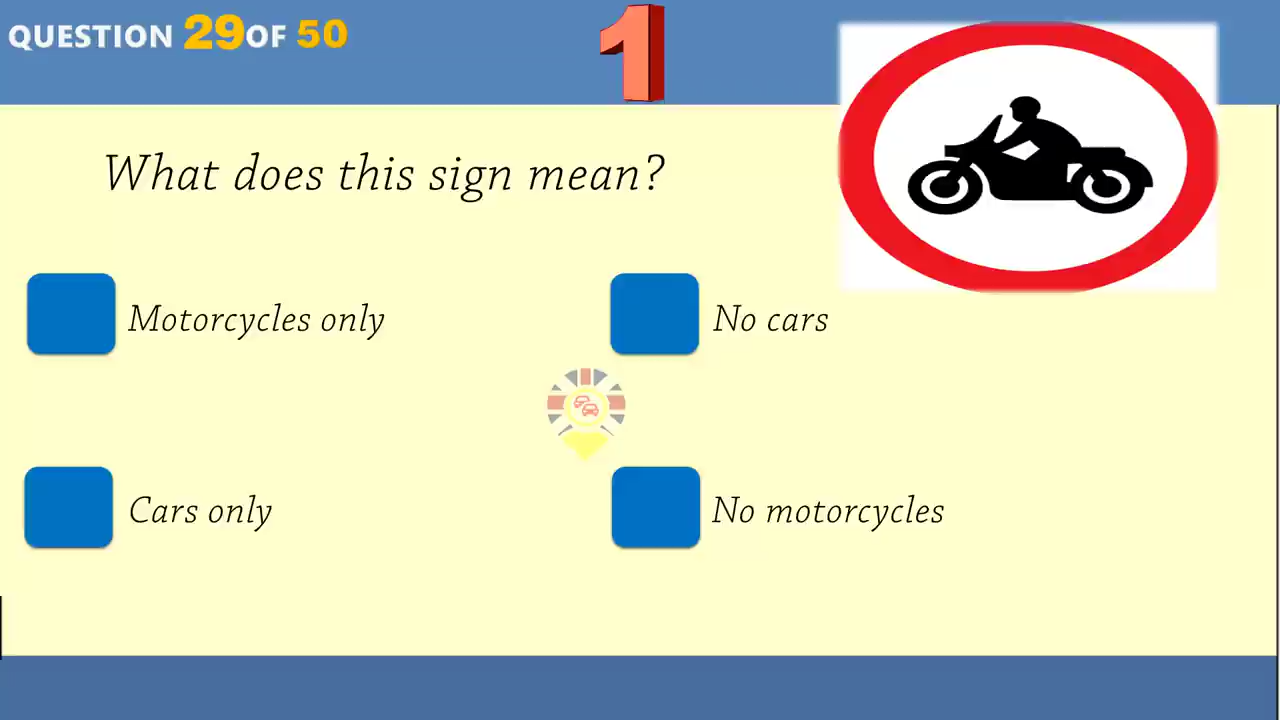 QUESTION 29 OF 50
1
What does this sign mean?
Motorcycles only
No cars
Cars only
No motorcycles